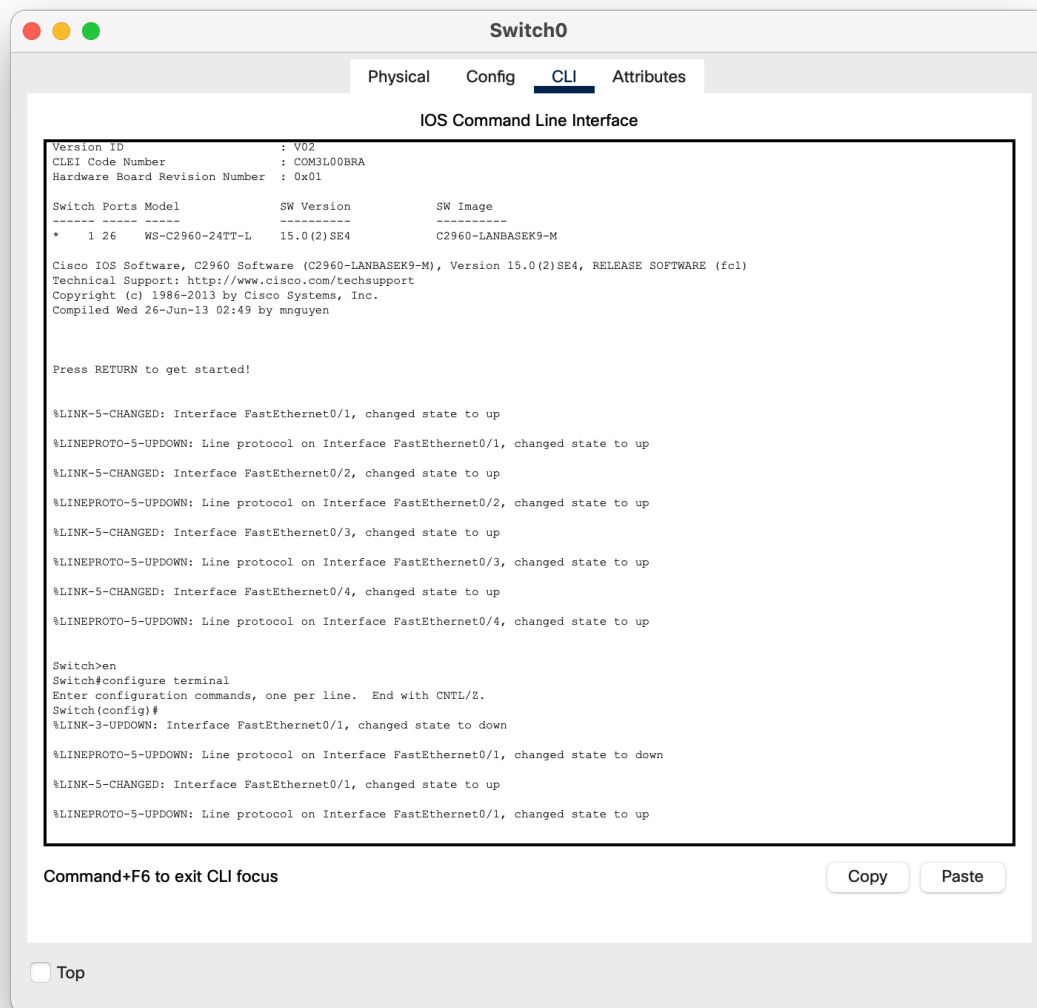 Switch0
Physical Config CLI Attributes
IOS Command Line Interface
Version ID : V02
CLEI Code Number : COM3L00BRA
Hardware Board Revision Number : 0x01
Switch Ports Model SW Version SW Image
------ ----- ----- ---------- ----------
* 1 26 WS-C2960-24TT-L 15.0(2)SE4 C2960-LANBASEK9-M
Cisco IOS Software, C2960 Software (C2960-LANBASEK9-M), Version 15.0(2)SE4, RELEASE SOFTWARE (fc1)
Technical Support: http://www.cisco.com/techsupport
Copyright (c) 1986-2013 by Cisco Systems, Inc.
Compiled Wed 26-Jun-13 02:49 by mnguyen
Press RETURN to get started!
%LINK-5-CHANGED: Interface FastEthernet0/1, changed state to up
%LINEPROTO-5-UPDOWN: Line protocol on Interface FastEthernet0/1, changed state to up
%LINK-5-CHANGED: Interface FastEthernet0/2, changed state to up
%LINEPROTO-5-UPDOWN: Line protocol on Interface FastEthernet0/2, changed state to up
%LINK-5-CHANGED: Interface FastEthernet0/3, changed state to up
%LINEPROTO-5-UPDOWN: Line protocol on Interface FastEthernet0/3, changed state to up
%LINK-5-CHANGED: Interface FastEthernet0/4, changed state to up
%LINEPROTO-5-UPDOWN: Line protocol on Interface FastEthernet0/4, changed state to up
Switch>en
Switch#configure terminal
Enter configuration commands, one per line. End with CNTL/Z.
Switch(config)#
%LINK-3-UPDOWN: Interface FastEthernet0/1, changed state to down
%LINEPROTO-5-UPDOWN: Line protocol on Interface FastEthernet0/1, changed state to down
%LINK-5-CHANGED: Interface FastEthernet0/1, changed state to up
%LINEPROTO-5-UPDOWN: Line protocol on Interface FastEthernet0/1, changed state to up
Command+F6 to exit CLI focus
Copy Paste
Top